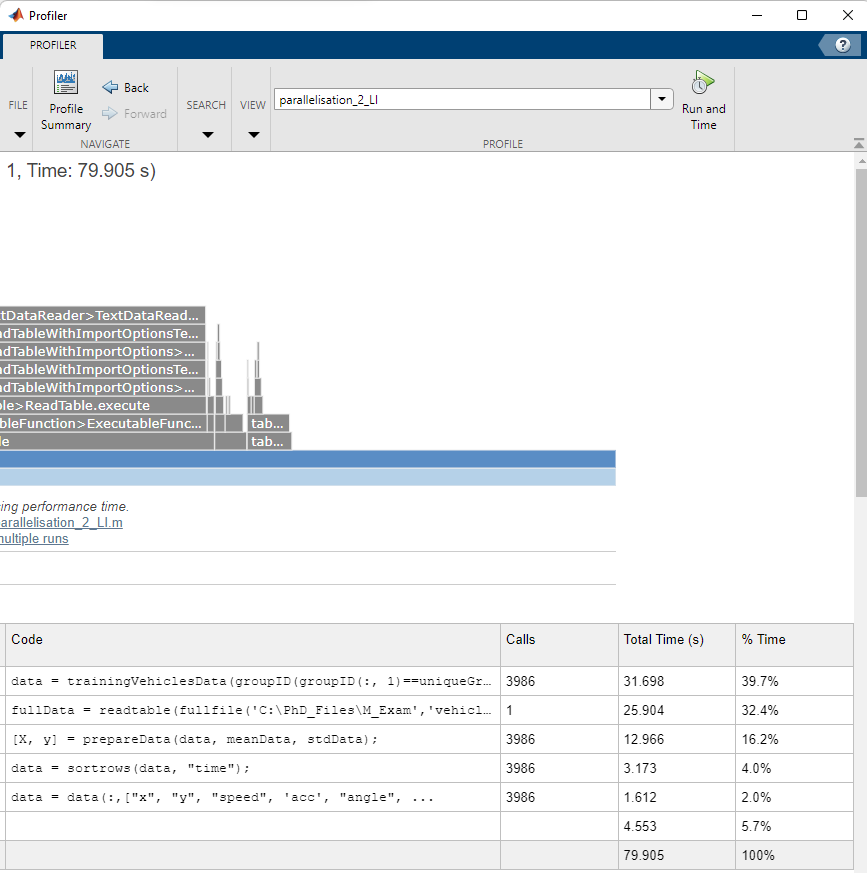 Profiler
PROFILER
?
FILE
Profile
Summary
Back
Forward
NAVIGATE
SEARCH
VIEW
parallelisation_2_LI
PROFILE
Run and
Time
1, Time: 79.905 s)
tDataReader>TextDataRead...
adTableWithImportOptionsTe...
adTableWithImportOptions>...
adTableWithImportOptionsTe...
adTableWithImportOptions>...
ble>ReadTable.execute
bleFunction>ExecutableFunc... tab...
le tab...
ing performance time.
arallelisation_2_LI.m
multiple runs
Code Calls Total Time (s) % Time
data = trainingVehiclesData(groupID(groupID(:, 1)==uniqueGr... 3986 31.698 39.7%
fullData = readtable(fullfile('C:\PhD_Files\M_Exam','vehicl... 1 25.904 32.4%
[X, y] = prepareData(data, meanData, stdData); 3986 12.966 16.2%
data = sortrows(data, "time"); 3986 3.173 4.0%
data = data(:,["x", "y", "speed", 'acc', "angle", ... 3986 1.612 2.0%
4.553 5.7%
79.905 100%